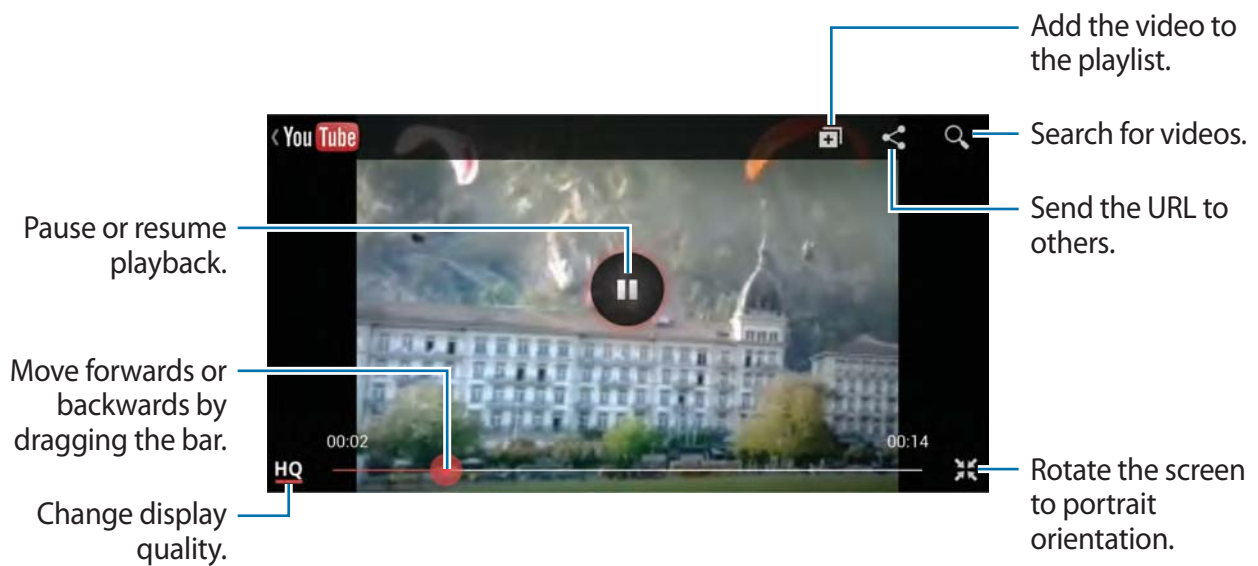 Add the video to
the playlist.
You Tube
Search for videos.
Send the URL to
others.
Pause or resume
playback.
Move forwards or
backwards by
dragging the bar.
00:02
00:14
HQ
Change display
quality.
Rotate the screen
to portrait
orientation.